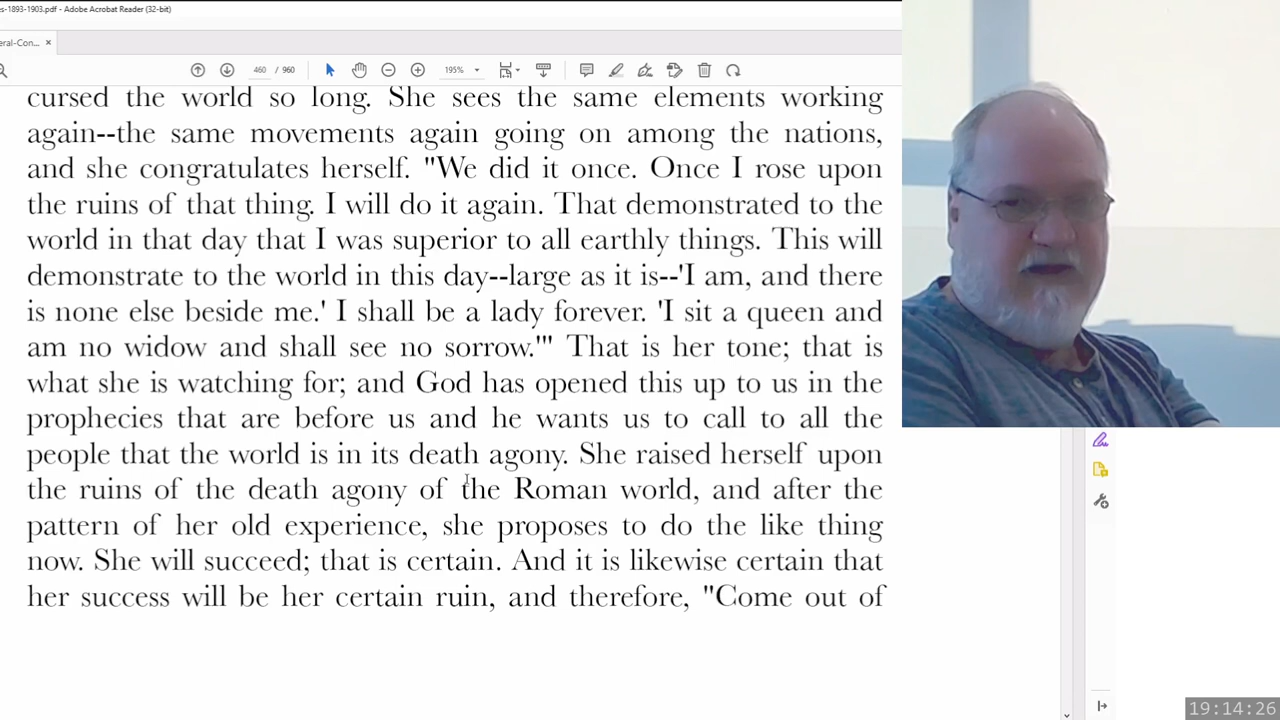 es-1893-1903.pdf - Adobe Acrobat Reader (32-bit)
eral-Con... ×
460 / 960
195%
cursed the world so long. She sees the same elements working
again--the same movements again going on among the nations,
and she congratulates herself. "We did it once. Once I rose upon
the ruins of that thing. I will do it again. That demonstrated to the
world in that day that I was superior to all earthly things. This will
demonstrate to the world in this day--large as it is--'I am, and there
is none else beside me.' I shall be a lady forever. 'I sit a queen and
am no widow and shall see no sorrow.'" That is her tone; that is
what she is watching for; and God has opened this up to us in the
prophecies that are before us and he wants us to call to all the
people that the world is in its death agony. She raised herself upon
the ruins of the death agony of the Roman world, and after the
pattern of her old experience, she proposes to do the like thing
now. She will succeed; that is certain. And it is likewise certain that
her success will be her certain ruin, and therefore, "Come out of
19:14:26